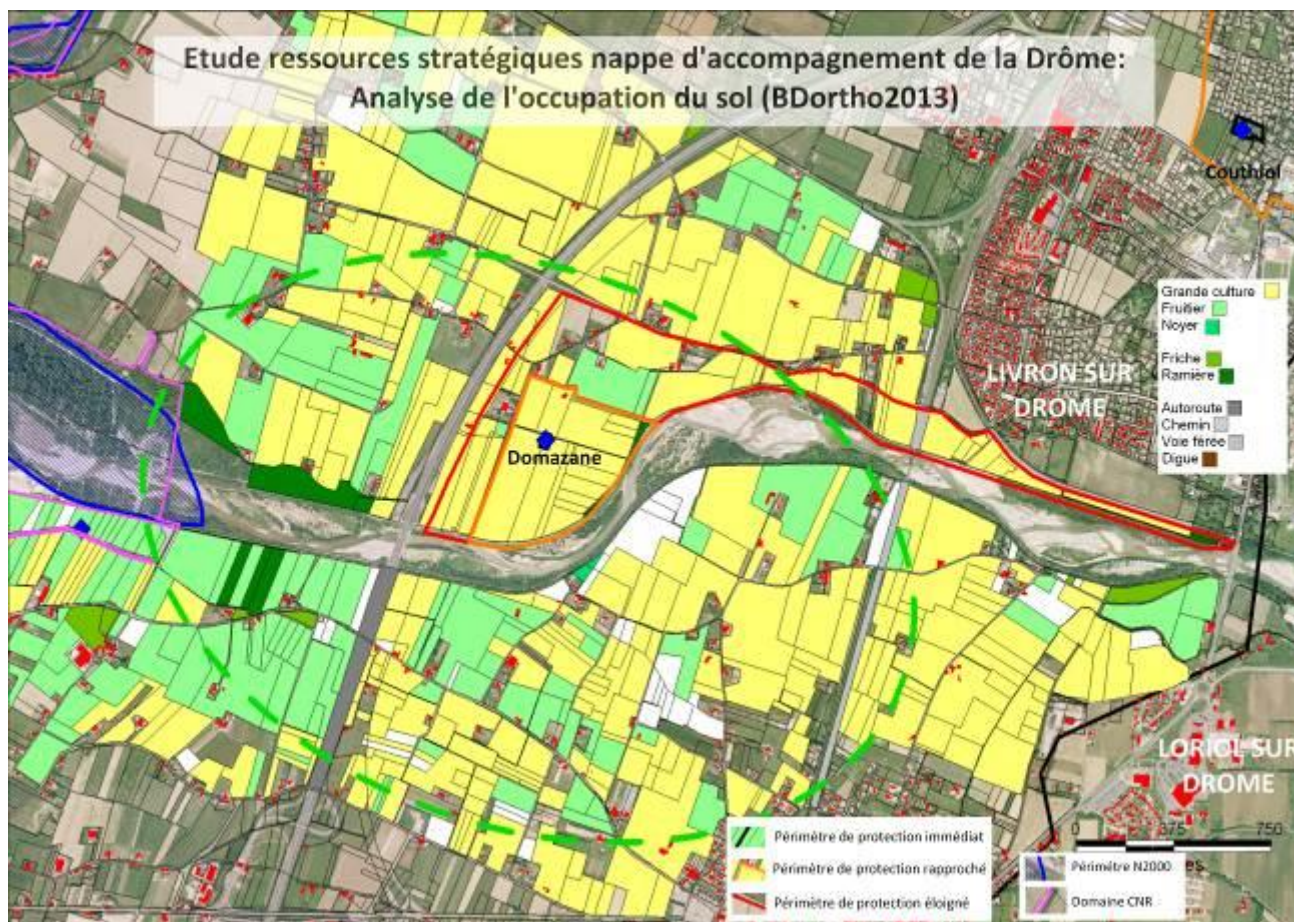 Etude ressources stratégiques nappe d'accompagnement de la Drôme:
Analyse de l'occupation du sol (BDortho2013)
Couthiol
Grande culture
Fruitier
Noyer
Friche
Ramière
Autoroute
Chemin
Voie férée
Digue
LIVRON SUR
DROME
Domazane
LORIOL SUR
DROME
0 375 750
es
Périmètre de protection immédiat
Périmètre de protection rapproché
Périmètre de protection éloigné
Périmètre N2000
Domaine CNR